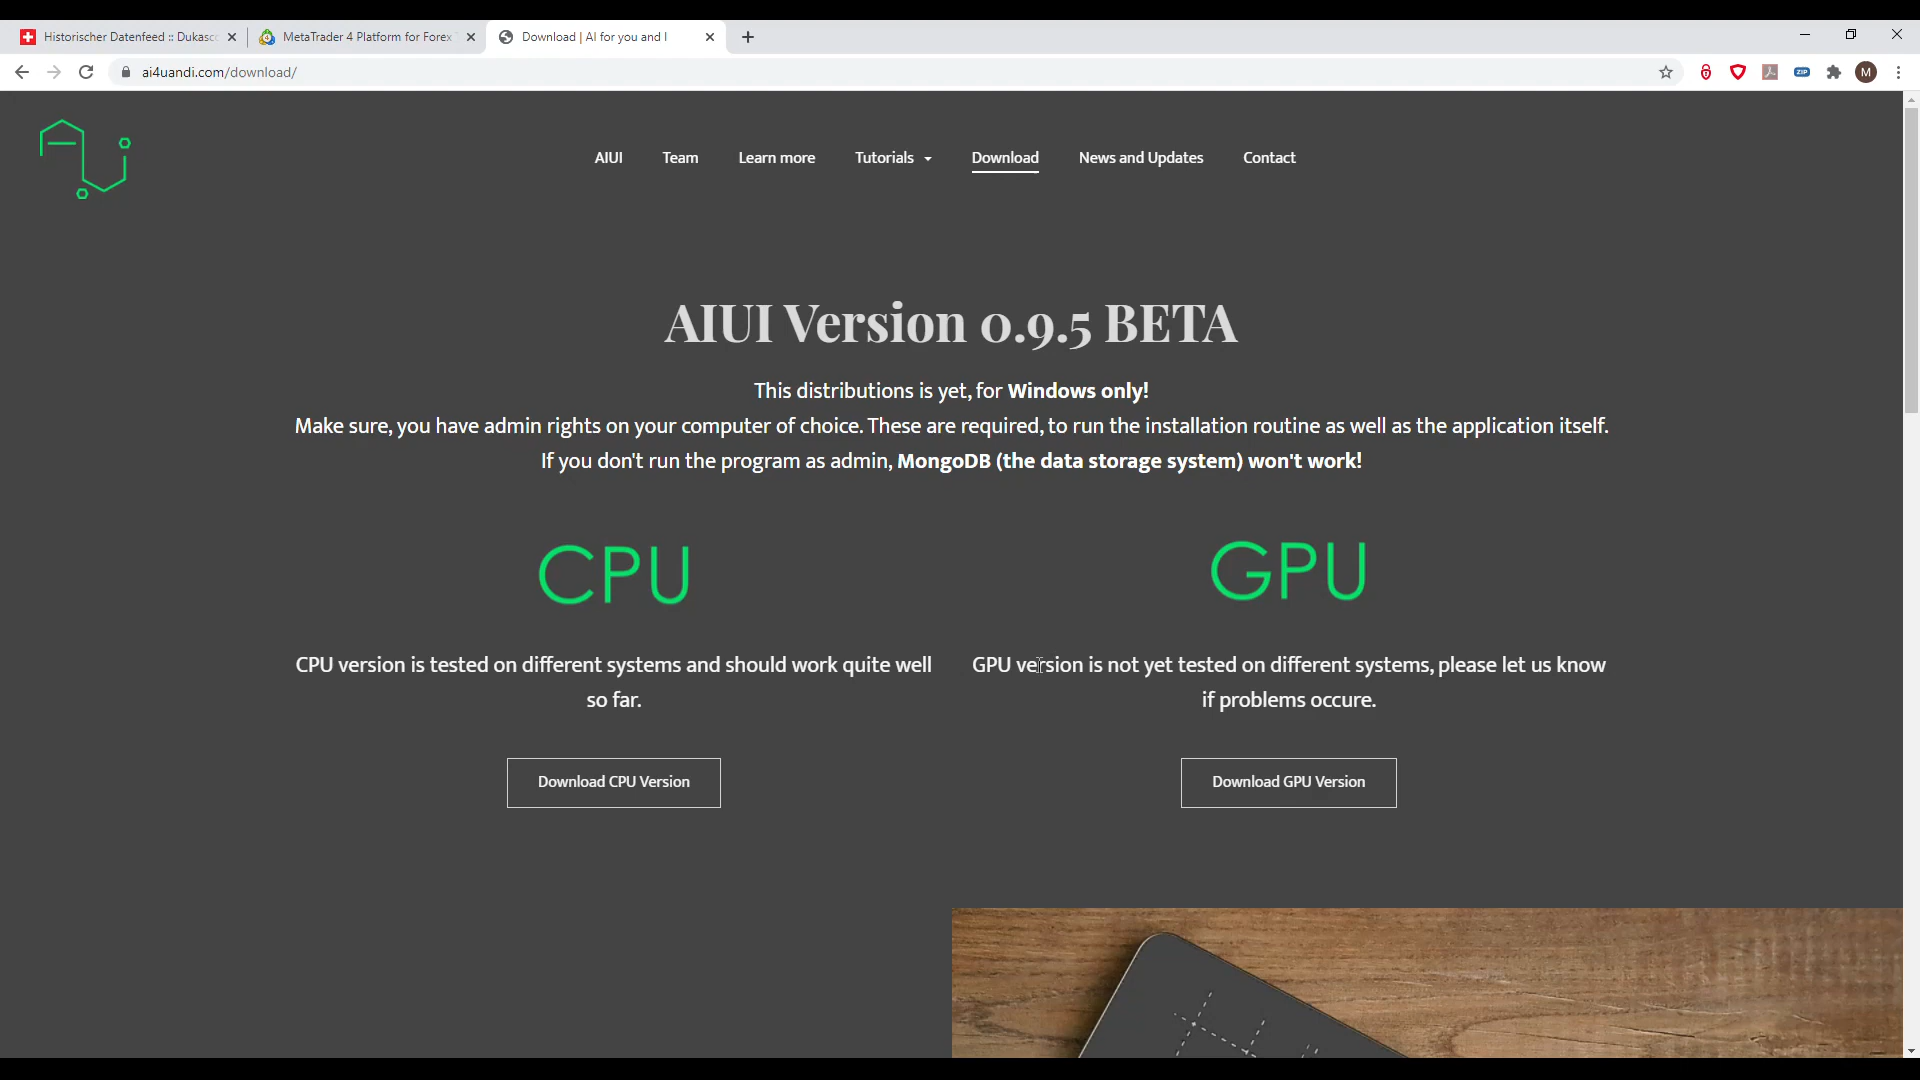 Historischer Datenfeed :: Dukasc
MetaTrader 4 Platform for Forex
Download | AI for you and I
ai4uandi.com/download/
ZIP
M
AIUI
Team
Learn more
Tutorials
Download
News and Updates
Contact
AIUI Version 0.9.5 BETA
This distributions is yet, for Windows only!
Make sure, you have admin rights on your computer of choice. These are required, to run the installation routine as well as the application itself.
If you don't run the program as admin, MongoDB (the data storage system) won't work!
CPU
GPU
CPU version is tested on different systems and should work quite well
so far.
GPU version is not yet tested on different systems, please let us know
if problems occure.
Download CPU Version
Download GPU Version